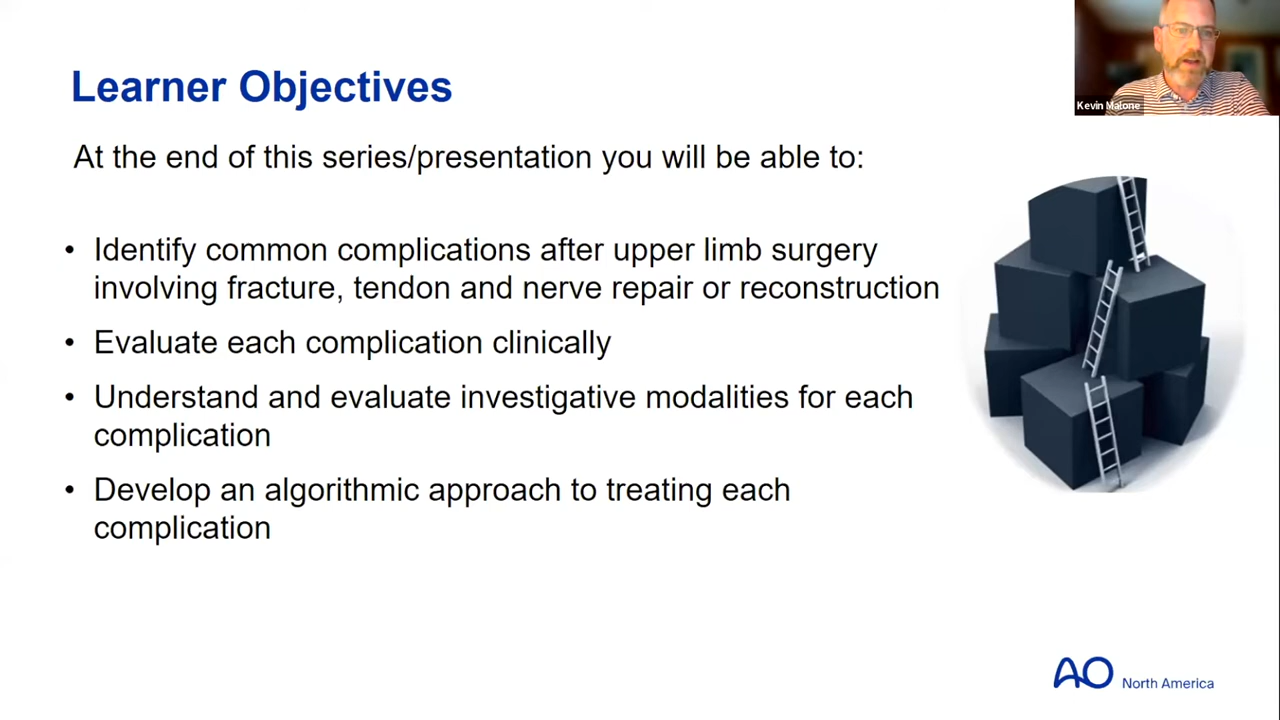 Learner Objectives
Kevin Malone
At the end of this series/presentation you will be able to:
• Identify common complications after upper limb surgery
involving fracture, tendon and nerve repair or reconstruction
• Evaluate each complication clinically
• Understand and evaluate investigative modalities for each
complication
• Develop an algorithmic approach to treating each
complication
AO North America